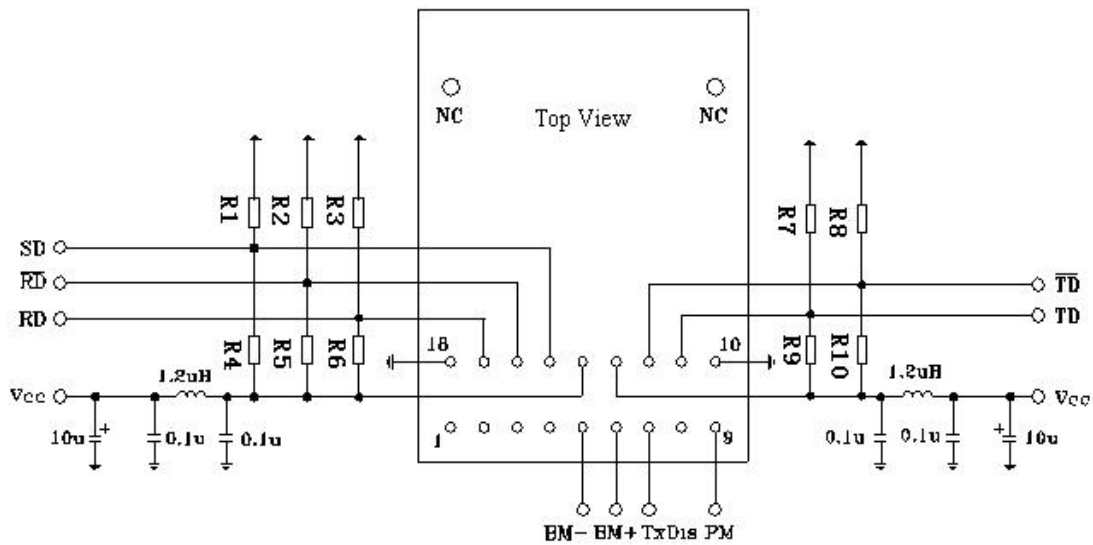 NC
NC
Top View
R1
R2
R3
R7
R8
SD
R̅D̅
T̅D̅
RD
TD
18
10
R4
R5
R6
R9
R10
1.2uH
1.2uH
Vcc
Vcc
10u
+
0.1u
0.1u
1
9
0.1u
0.1u
+
10u
BM-
BM+
TxDis
PM